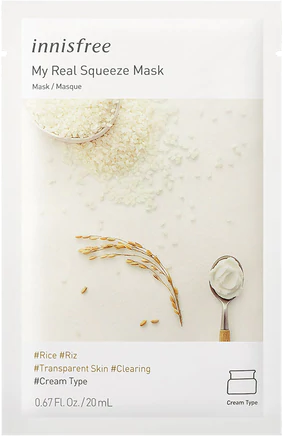 innisfree
My Real Squeeze Mask
Mask / Masque
#Rice #Riz
#Transparent Skin #Clearing
#Cream Type
0.67 Fl. Oz. / 20 mL
Cream Type